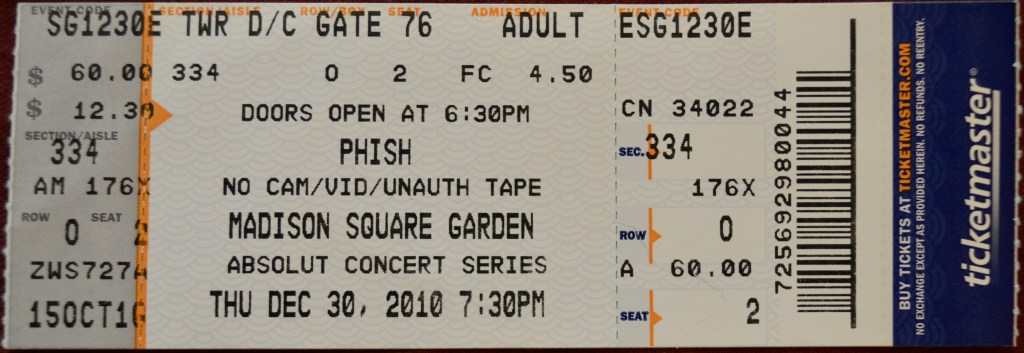 EVENT CODE SECTION/AISLE ROW/BOX SEAT ADMISSION EVENT CODE
SG1230E TWR D/C GATE 76 ADULT ESG1230E
$ 60.00 334 O 2 FC 4.50
$ 12.30 DOORS OPEN AT 6:30PM CN 34022
SECTION/AISLE
334 PHISH SEC. 334
AM 176X NO CAM/VID/UNAUTH TAPE 176X
ROW SEAT
O 2 MADISON SQUARE GARDEN ROW O
ZWS727A ABSOLUT CONCERT SERIES A 60.00
15OCT10 THU DEC 30, 2010 7:30PM SEAT 2
725692980044
BUY TICKETS AT TICKETMASTER.COM
NO EXCHANGE EXCEPT AS PROVIDED HEREIN. NO REFUNDS. NO REENTRY.
ticketmaster®